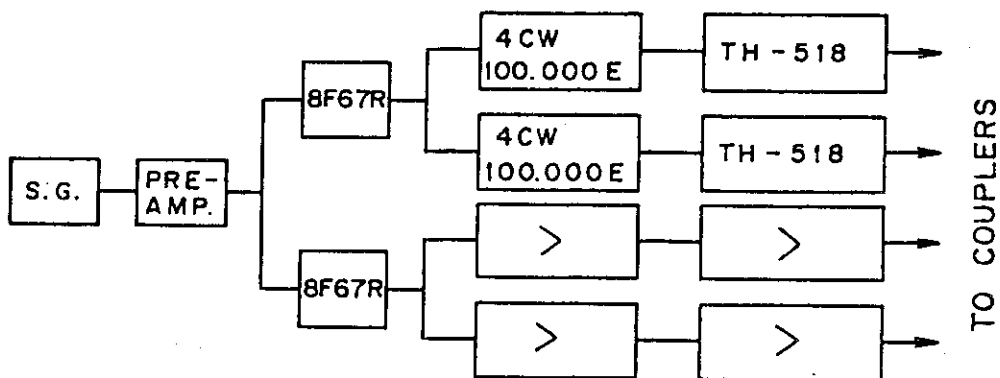 S.G.
PRE-
AMP.
8F67R
8F67R
4CW
100.000E
TH-518
4CW
100.000E
TH-518
>
>
>
>
TO COUPLERS